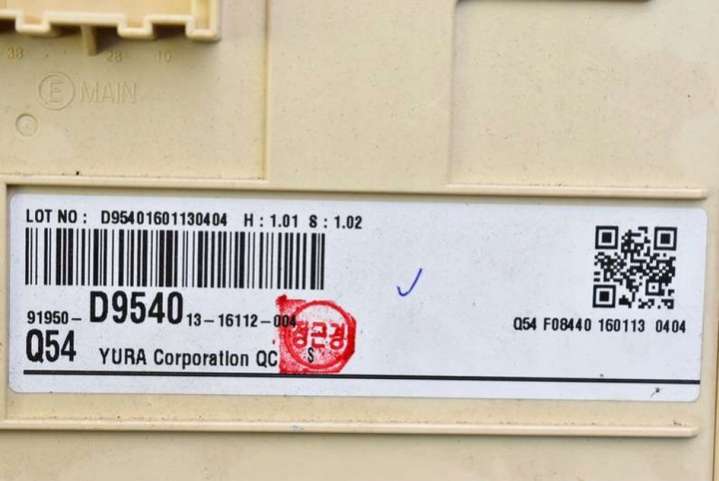 38 28 10
E MAIN
LOT NO : D95401601130404 H : 1.01 S : 1.02
91950- D9540 13-16112-004
Q54 F08440 160113 0404
Q54 YURA Corporation QC S